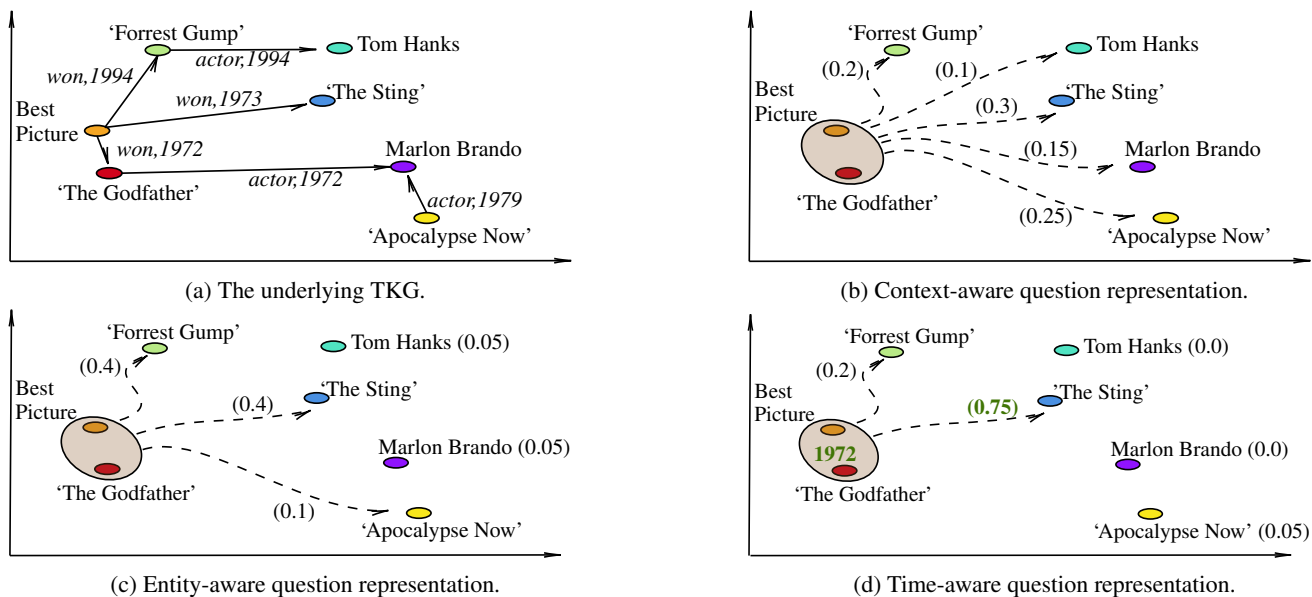 ‘Forrest Gump’
Tom Hanks
actor,1994
won,1994
‘The Sting’
won,1973
Best
Picture
won,1972
Marlon Brando
‘The Godfather’
actor,1972
actor,1979
‘Apocalypse Now’
(a) The underlying TKG.
‘Forrest Gump’
Tom Hanks
(0.2)
(0.1)
‘The Sting’
(0.3)
Best
Picture
Marlon Brando
(0.15)
‘The Godfather’
(0.25)
‘Apocalypse Now’
(b) Context-aware question representation.
‘Forrest Gump’
Tom Hanks (0.05)
(0.4)
'The Sting’
(0.4)
Best
Picture
Marlon Brando (0.05)
‘The Godfather’
(0.1)
‘Apocalypse Now’
(c) Entity-aware question representation.
‘Forrest Gump’
Tom Hanks (0.0)
(0.2)
’The Sting’
(0.75)
Best
Picture
Marlon Brando (0.0)
1972
‘The Godfather’
‘Apocalypse Now’ (0.05)
(d) Time-aware question representation.